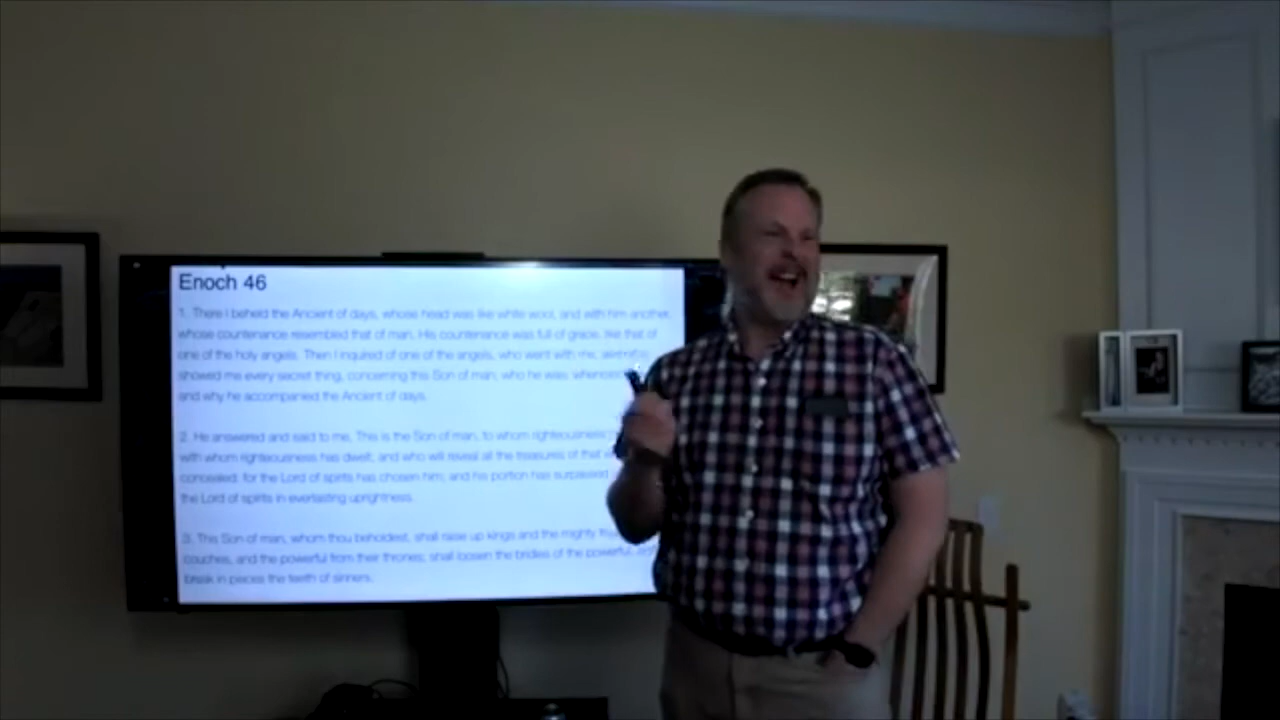 Enoch 46
1. There I beheld the Ancient of days, whose head was like white wool, and with him another,
whose countenance resembled that of man. His countenance was full of grace, like that of
one of the holy angels. Then I inquired of one of the angels, who went with me, and who
showed me every secret thing, concerning this Son of man; who he was; whence
and why he accompanied the Ancient of days.
2. He answered and said to me, This is the Son of man, to whom righteousness
with whom righteousness has dwelt; and who will reveal all the treasures of that
concealed: for the Lord of spirits has chosen him; and his portion has surpassed
the Lord of spirits in everlasting uprightness.
3. This Son of man, whom thou beholdest, shall raise up kings and the mighty
couches, and the powerful from their thrones; shall loosen the bridles of the powerful, and
break in pieces the teeth of sinners.